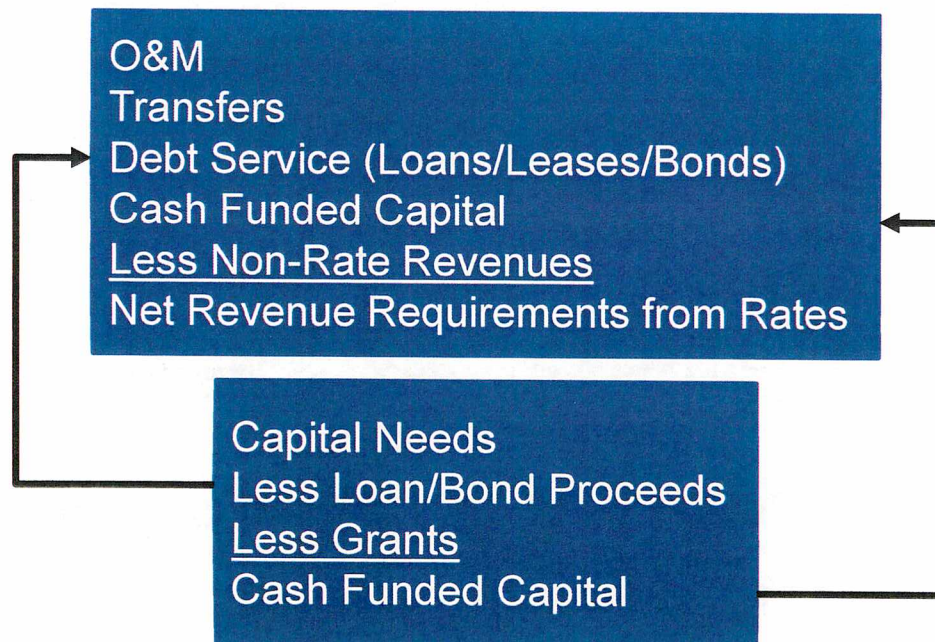 O&M
Transfers
Debt Service (Loans/Leases/Bonds)
Cash Funded Capital
Less Non-Rate Revenues
Net Revenue Requirements from Rates
Capital Needs
Less Loan/Bond Proceeds
Less Grants
Cash Funded Capital